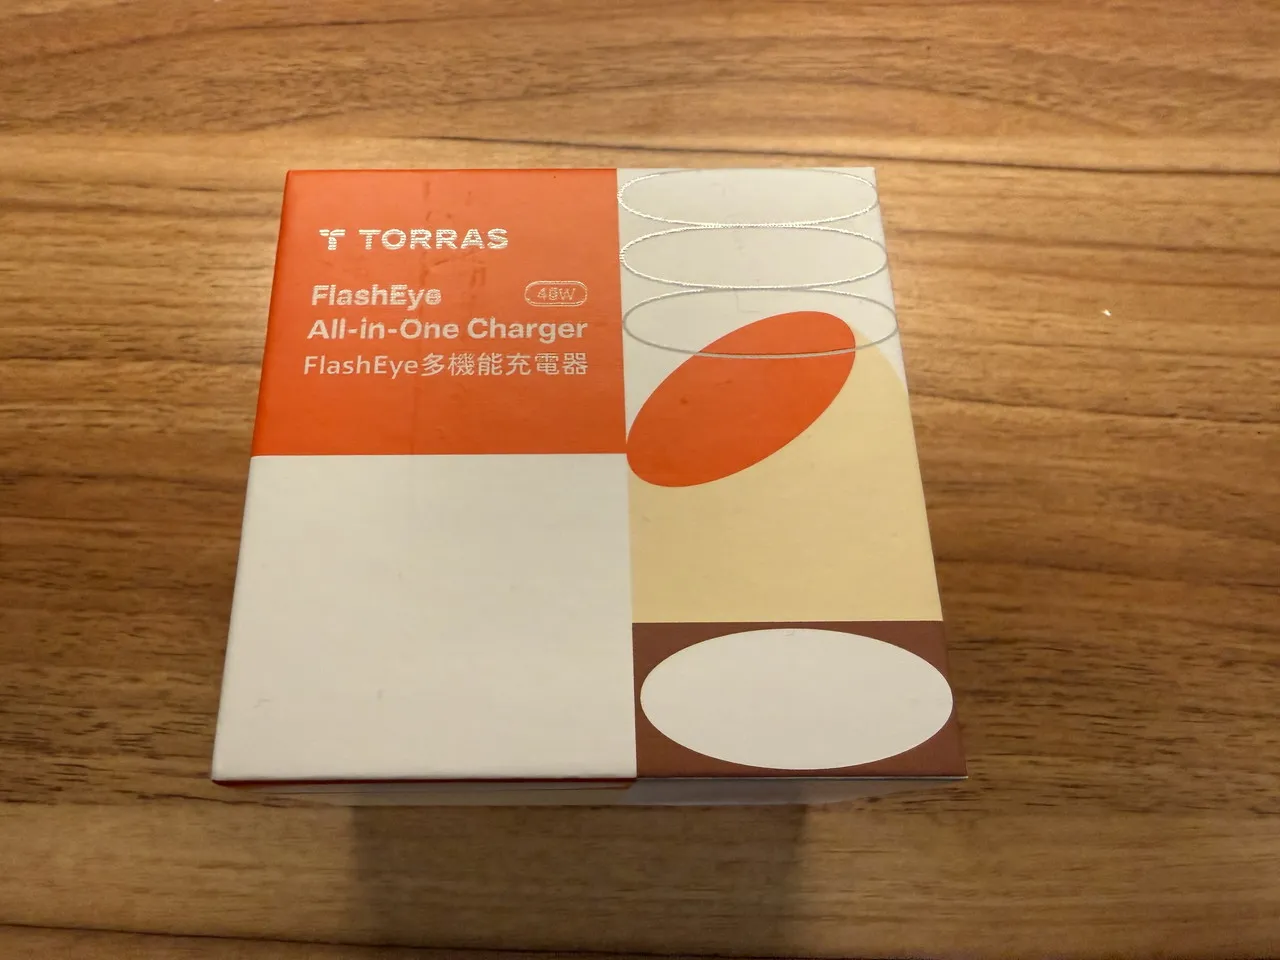 TORRAS
FlashEye
All-in-One Charger
FlashEye多機能充電器